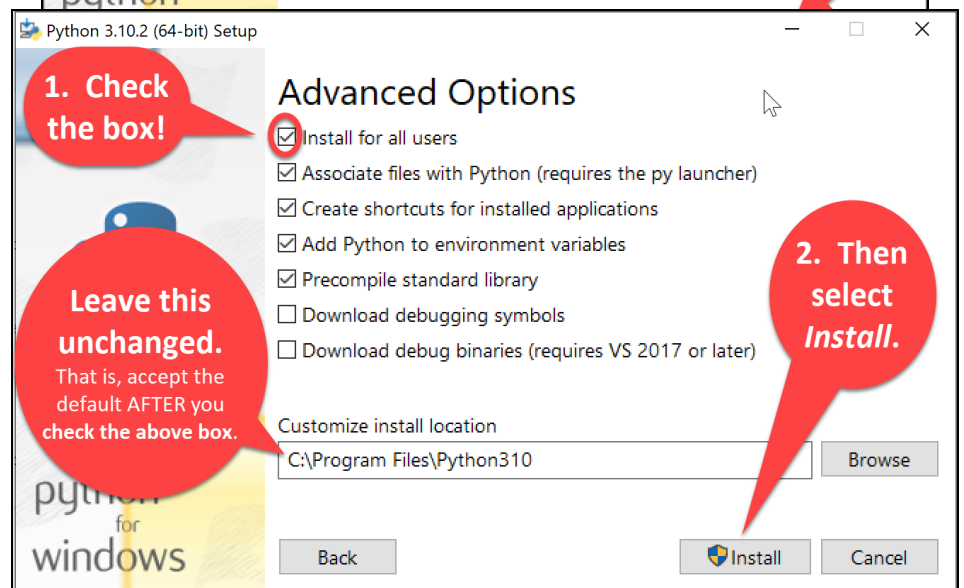 python
Python 3.10.2 (64-bit) Setup
1. Check
the box!
Advanced Options
Install for all users
Associate files with Python (requires the py launcher)
Create shortcuts for installed applications
Add Python to environment variables
Precompile standard library
Download debugging symbols
Download debug binaries (requires VS 2017 or later)
2. Then
select
Install.
Leave this
unchanged.
That is, accept the
default AFTER you
check the above box.
Customize install location
C:\Program Files\Python310
Browse
python
for
windows
Back
Install
Cancel